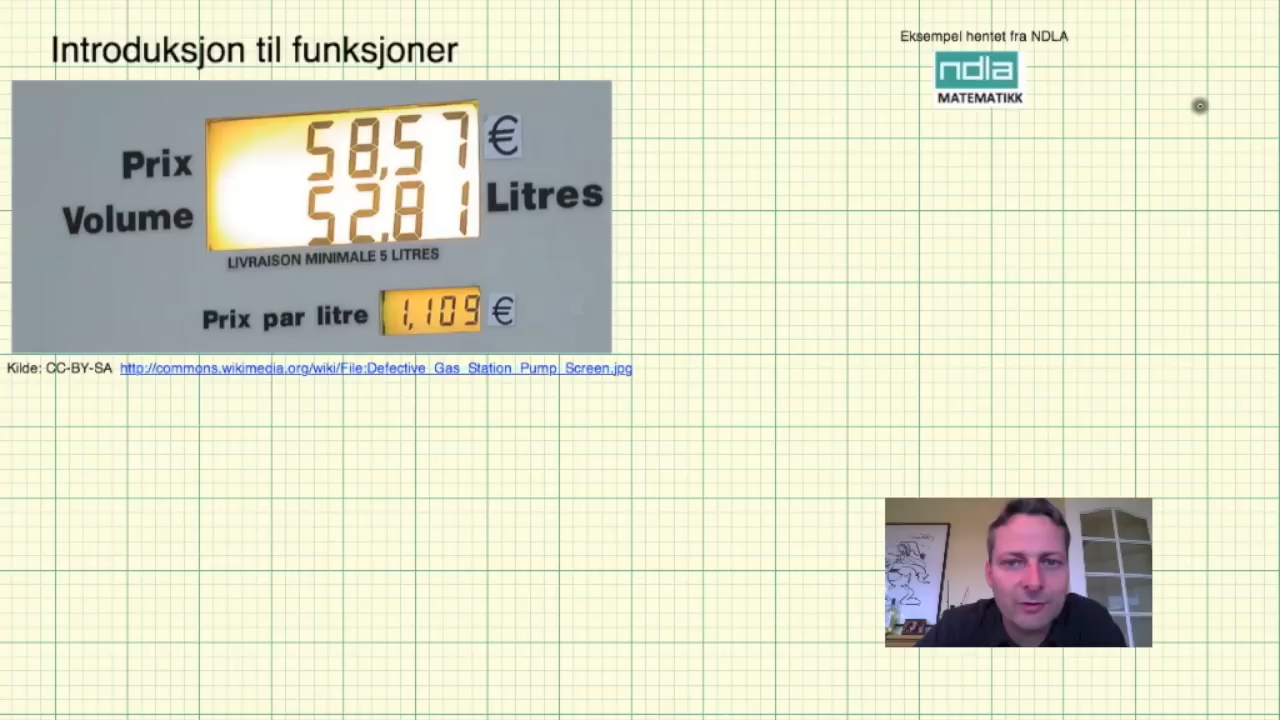 Introduksjon til funksjoner
Eksempel hentet fra NDLA
ndla
MATEMATIKK
Prix 58,57 €
Volume 52,81 Litres
LIVRAISON MINIMALE 5 LITRES
Prix par litre 1,109 €
Kilde: CC-BY-SA http://commons.wikimedia.org/wiki/File:Defective_Gas_Station_Pump_Screen.jpg